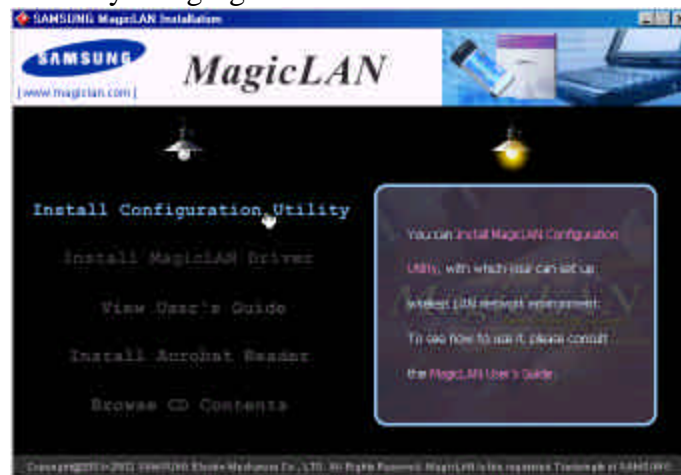 SAMSUNG MagicLAN Installation
SAMSUNG
MagicLAN
[www.magiclan.com]
Install Configuration Utility
Install MagicLAN Driver
View User's Guide
Install Acrobat Reader
Browse CD Contents
You can Install MagicLAN Configuration
Utility, with which your can set up
wireless LAN network environment.
To see how to use it, please consult
the MagicLAN User's Guide